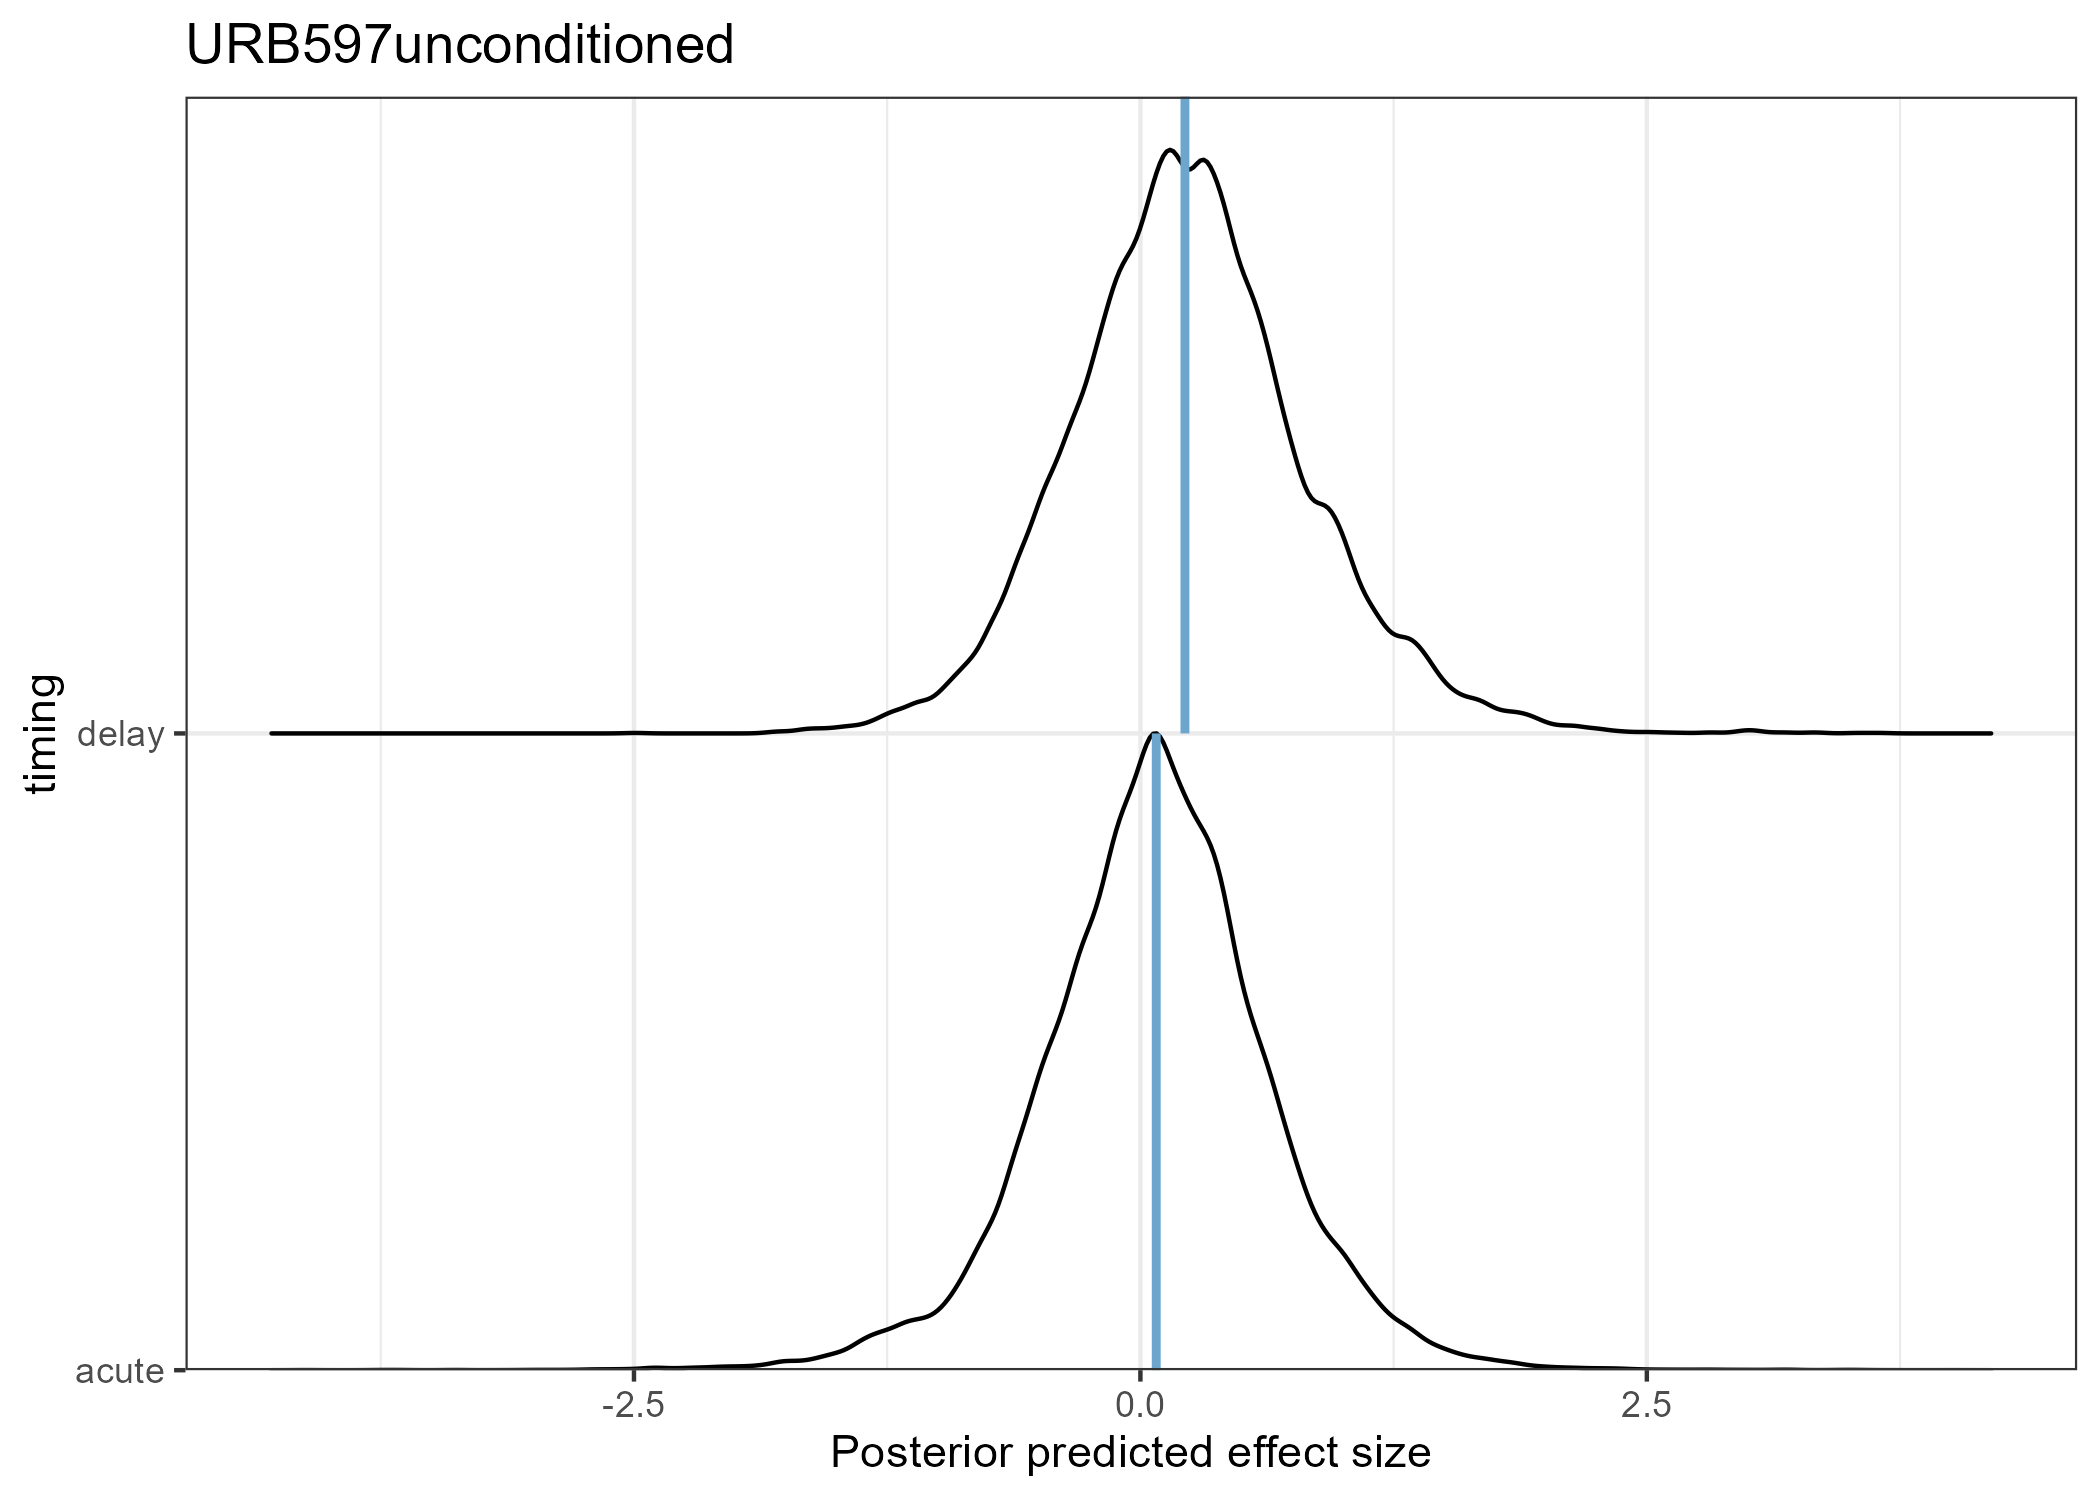 URB597unconditioned
timing
delay
acute
-2.5
0.0
2.5
Posterior predicted effect size